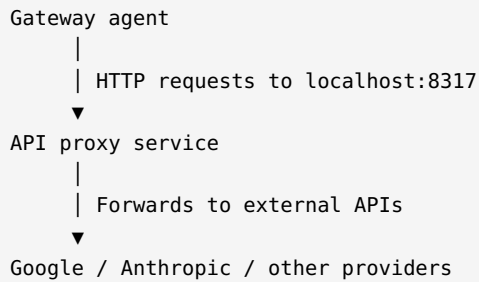 Gateway agent
│
│ HTTP requests to localhost:8317
▼
API proxy service
│
│ Forwards to external APIs
▼
Google / Anthropic / other providers